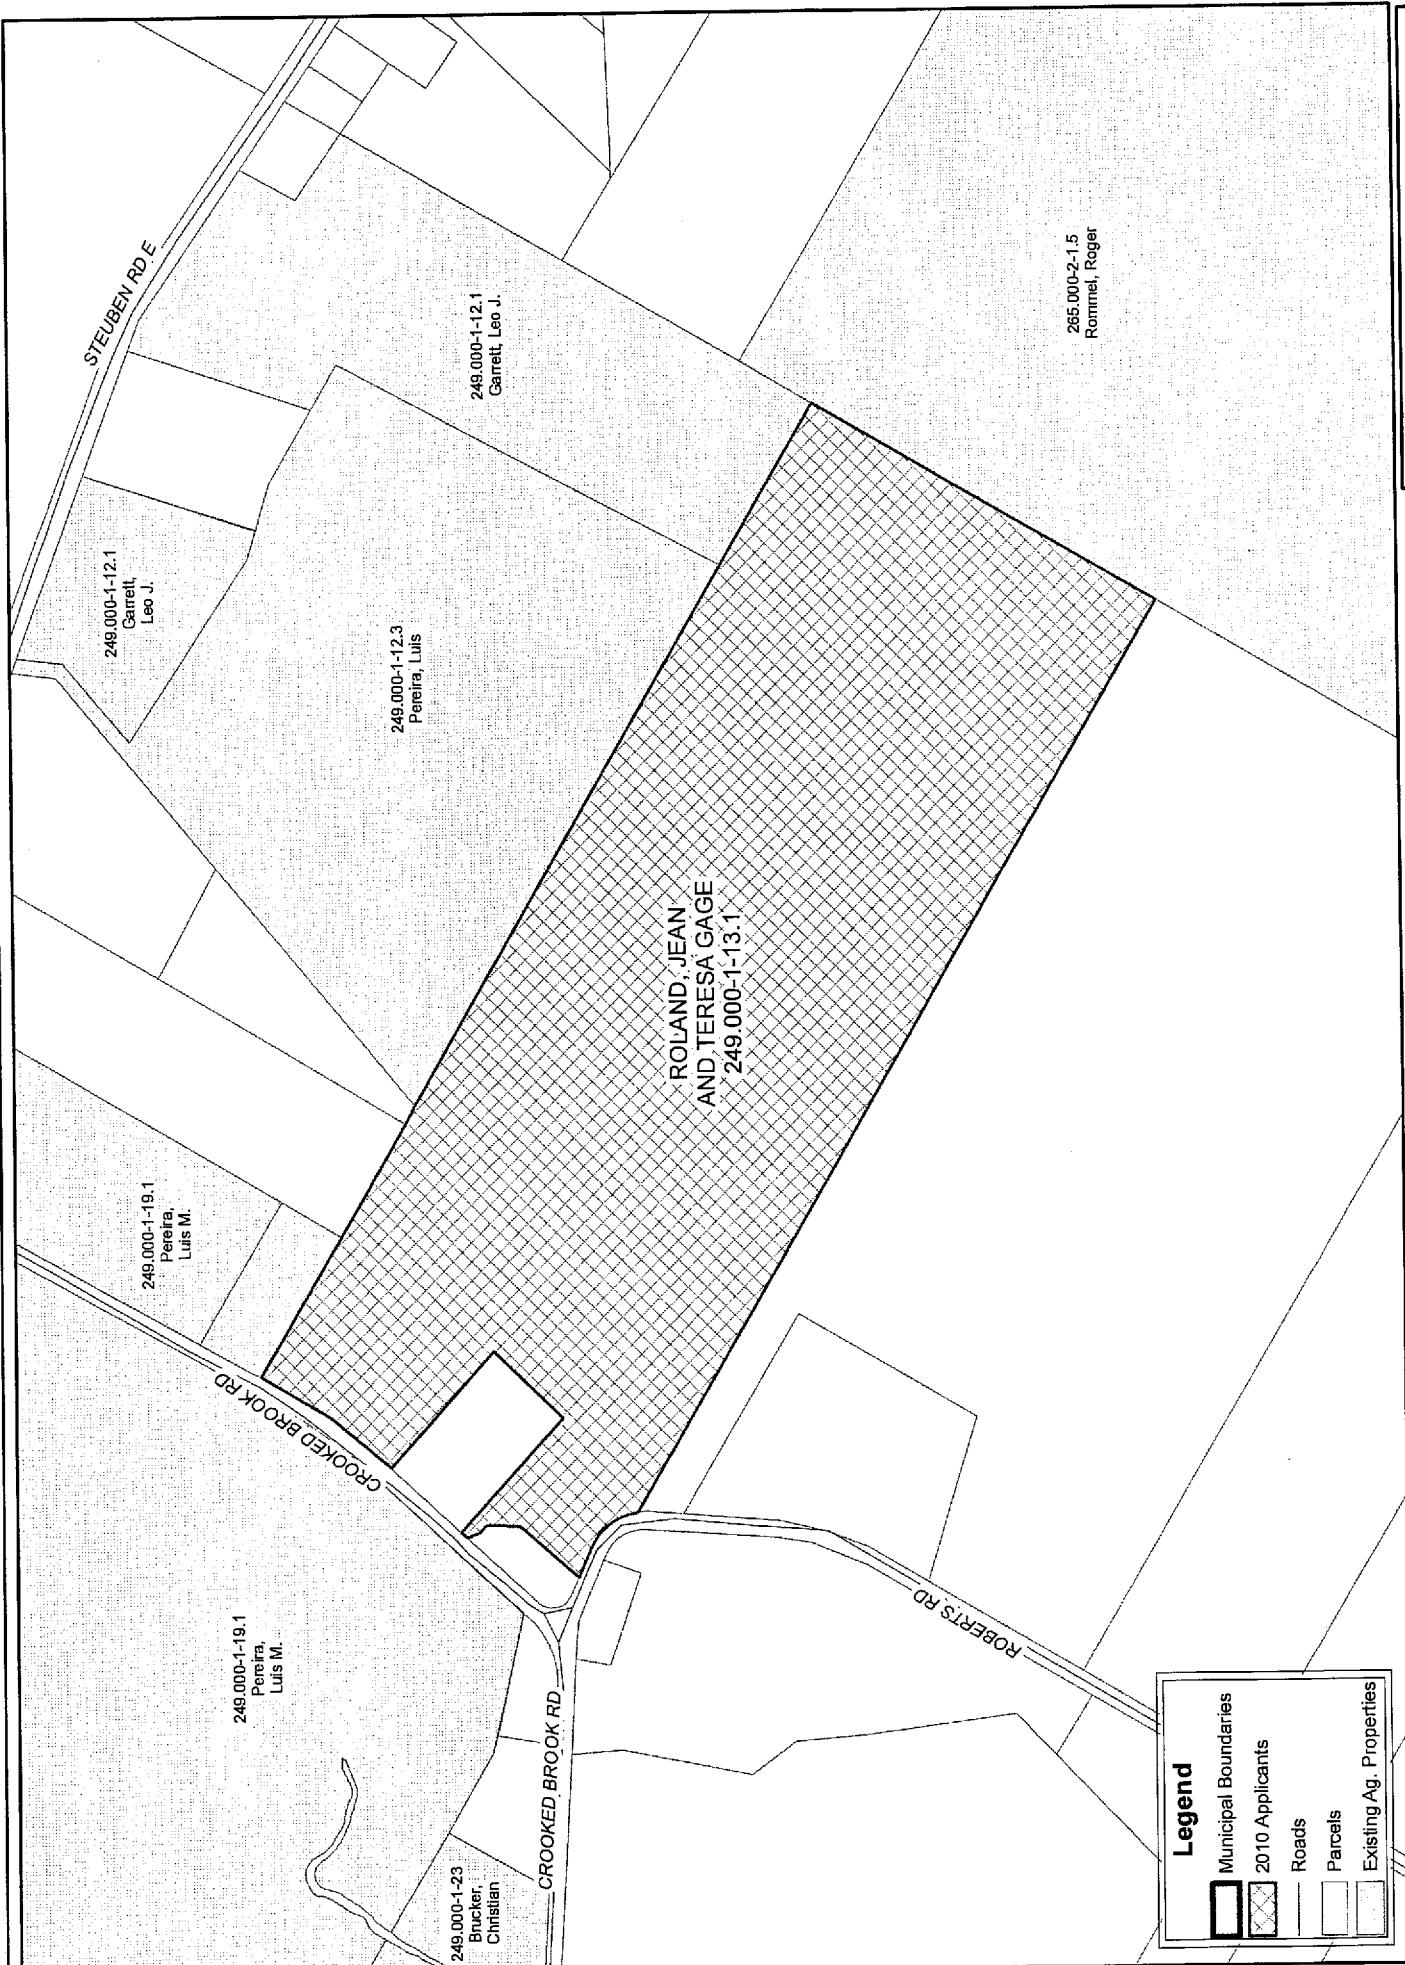 STEUBEN RD E
249.000-1-12.1
Garrett,
Leo J.
249.000-1-12.1
Garrett, Leo J.
265.000-2-1.5
Rommel, Roger
249.000-1-12.3
Pereira, Luis
249.000-1-19.1
Pereira,
Luis M.
ROLAND, JEAN
AND TERESA GAGE
249.000-1-13.1
CROOKED BROOK RD
249.000-1-19.1
Pereira,
Luis M.
249.000-1-23
Brucker,
Christian
CROOKED BROOK RD
ROBERTS RD
Legend
Municipal Boundaries
2010 Applicants
Roads
Parcels
Existing Ag. Properties